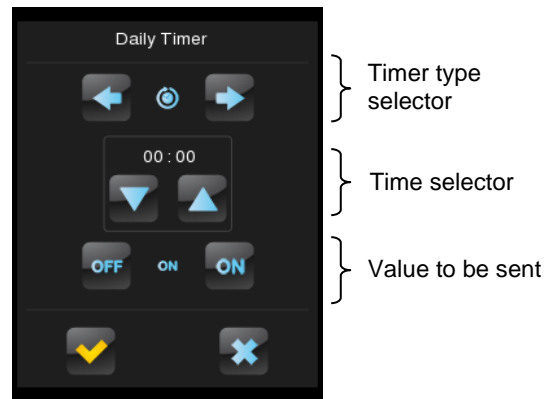 Daily Timer
Timer type
selector
00:00
Time selector
OFF ON ON
Value to be sent